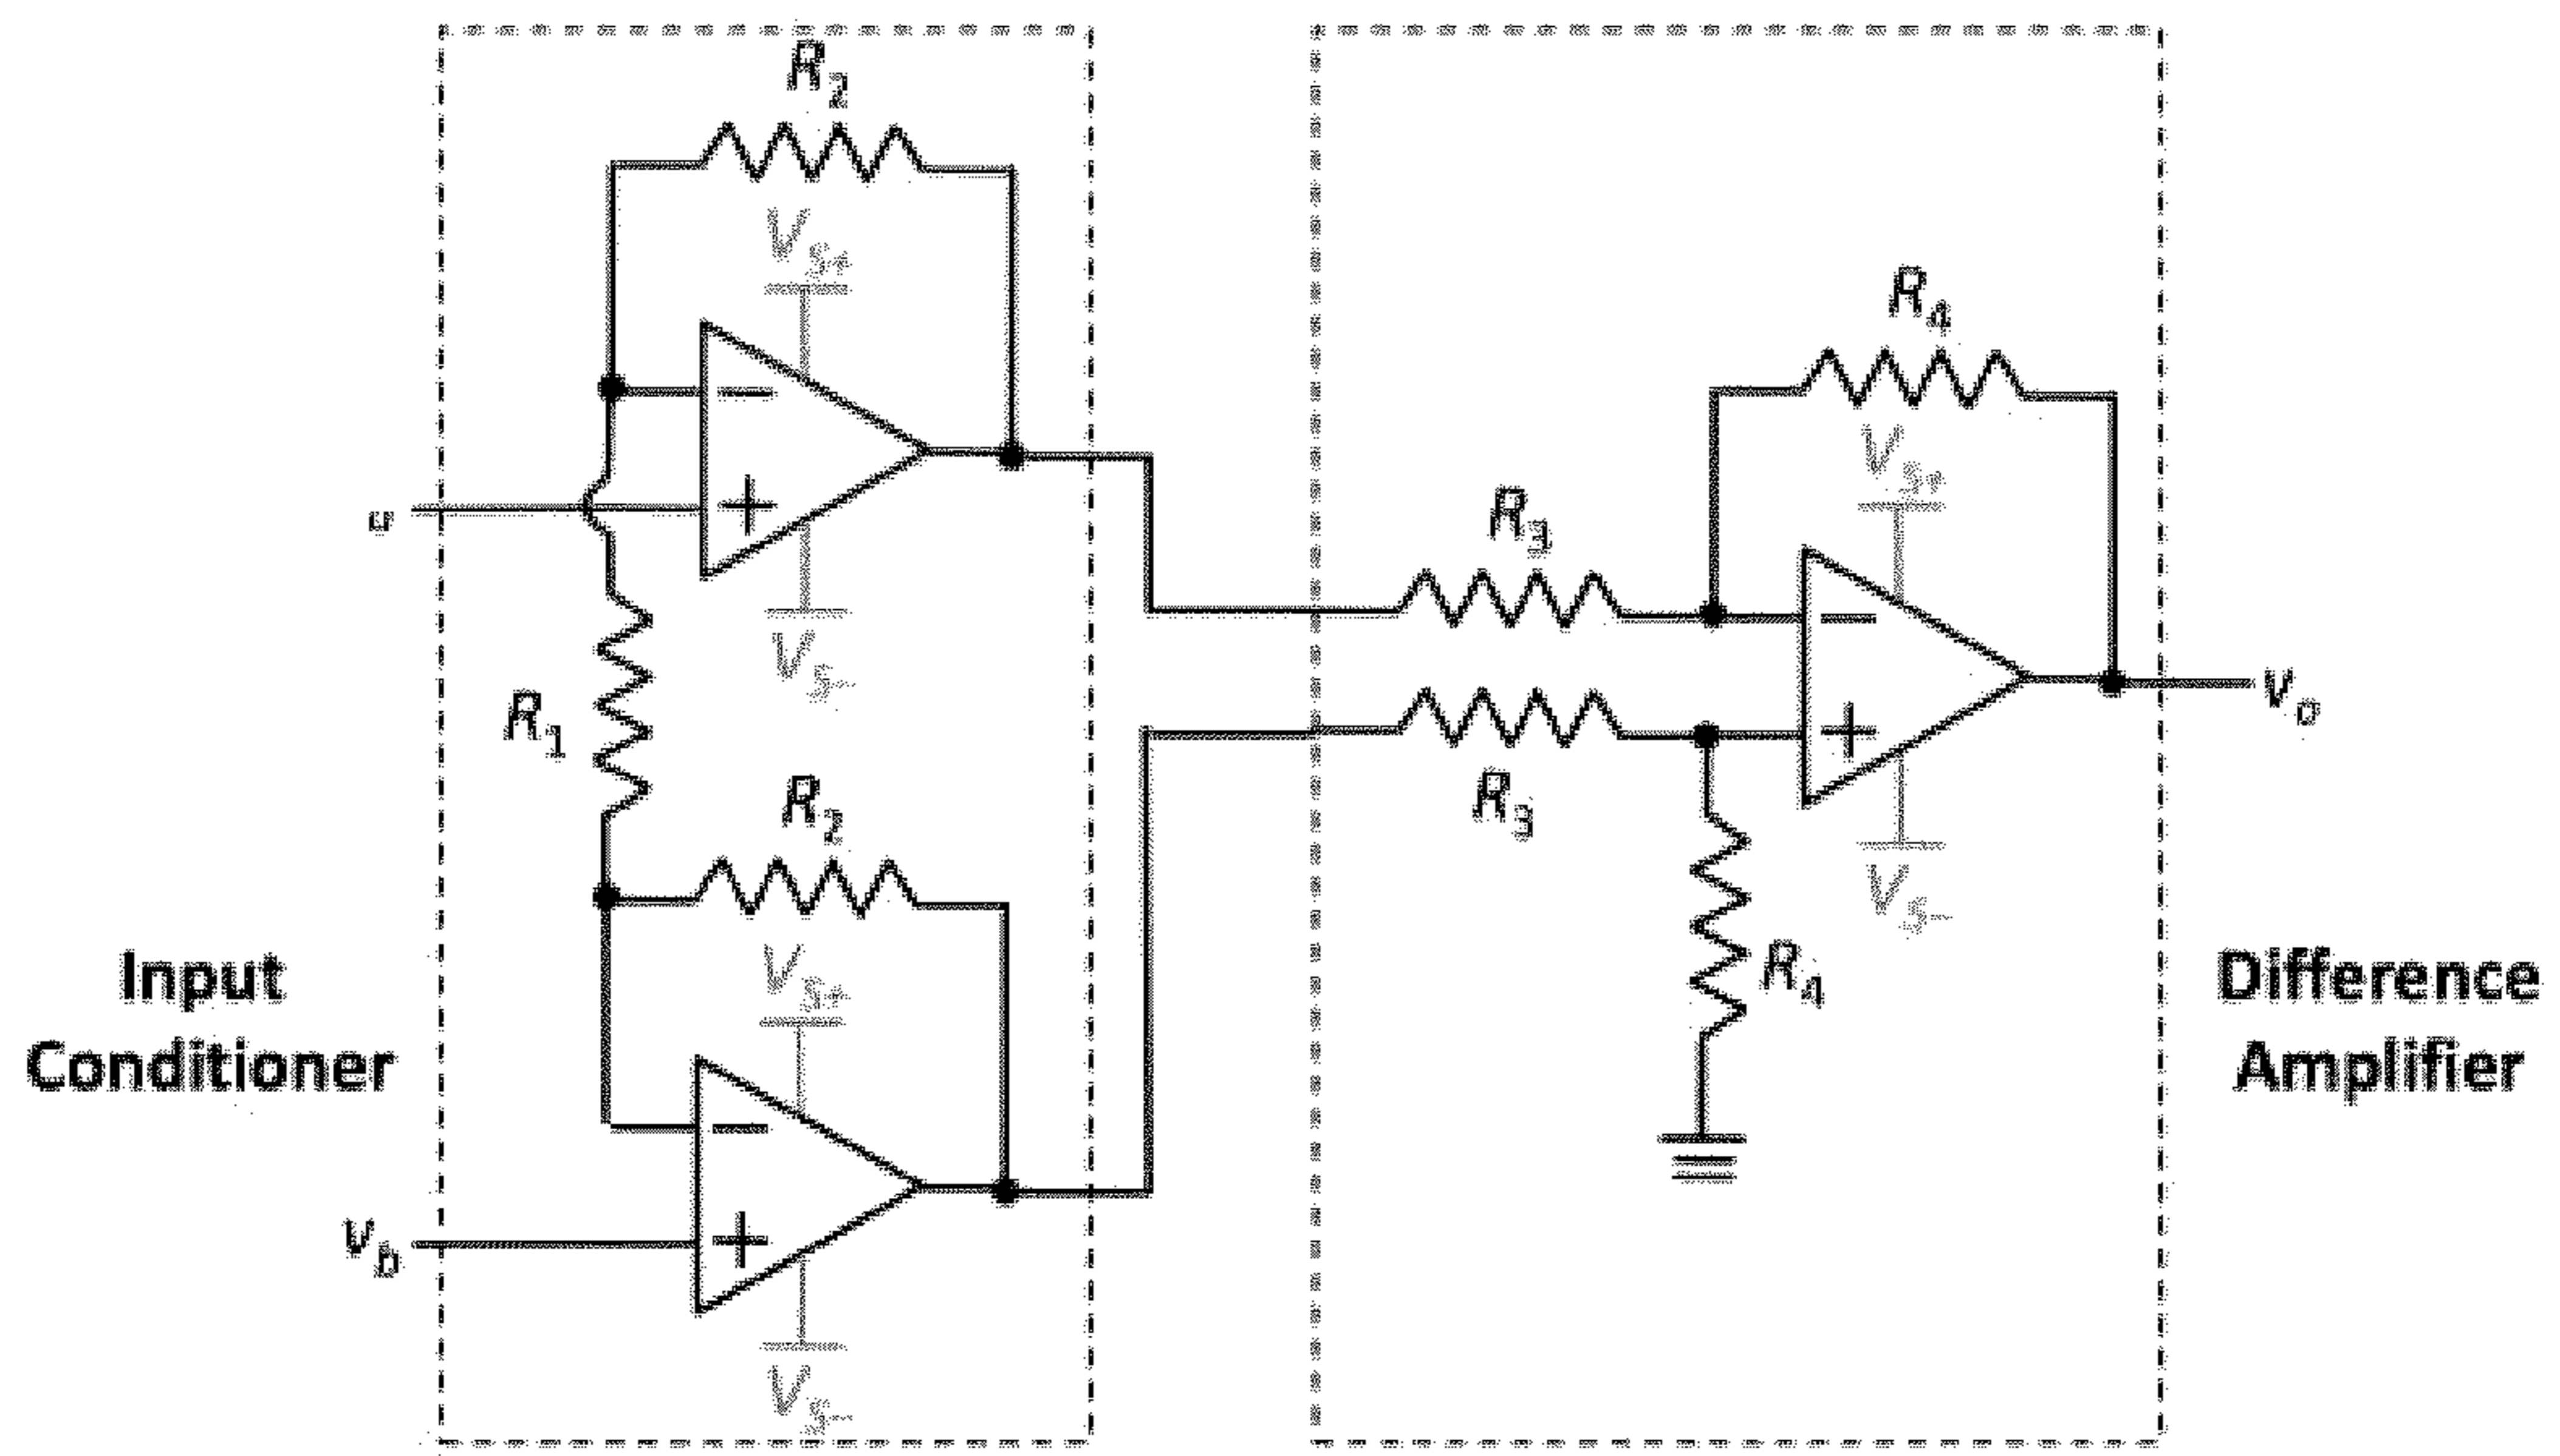 R2
VS+
VS-
R1
R2
VS+
VS-
Vb
Input
Conditioner
R3
R3
R4
VS+
VS-
R4
Vo
Difference
Amplifier